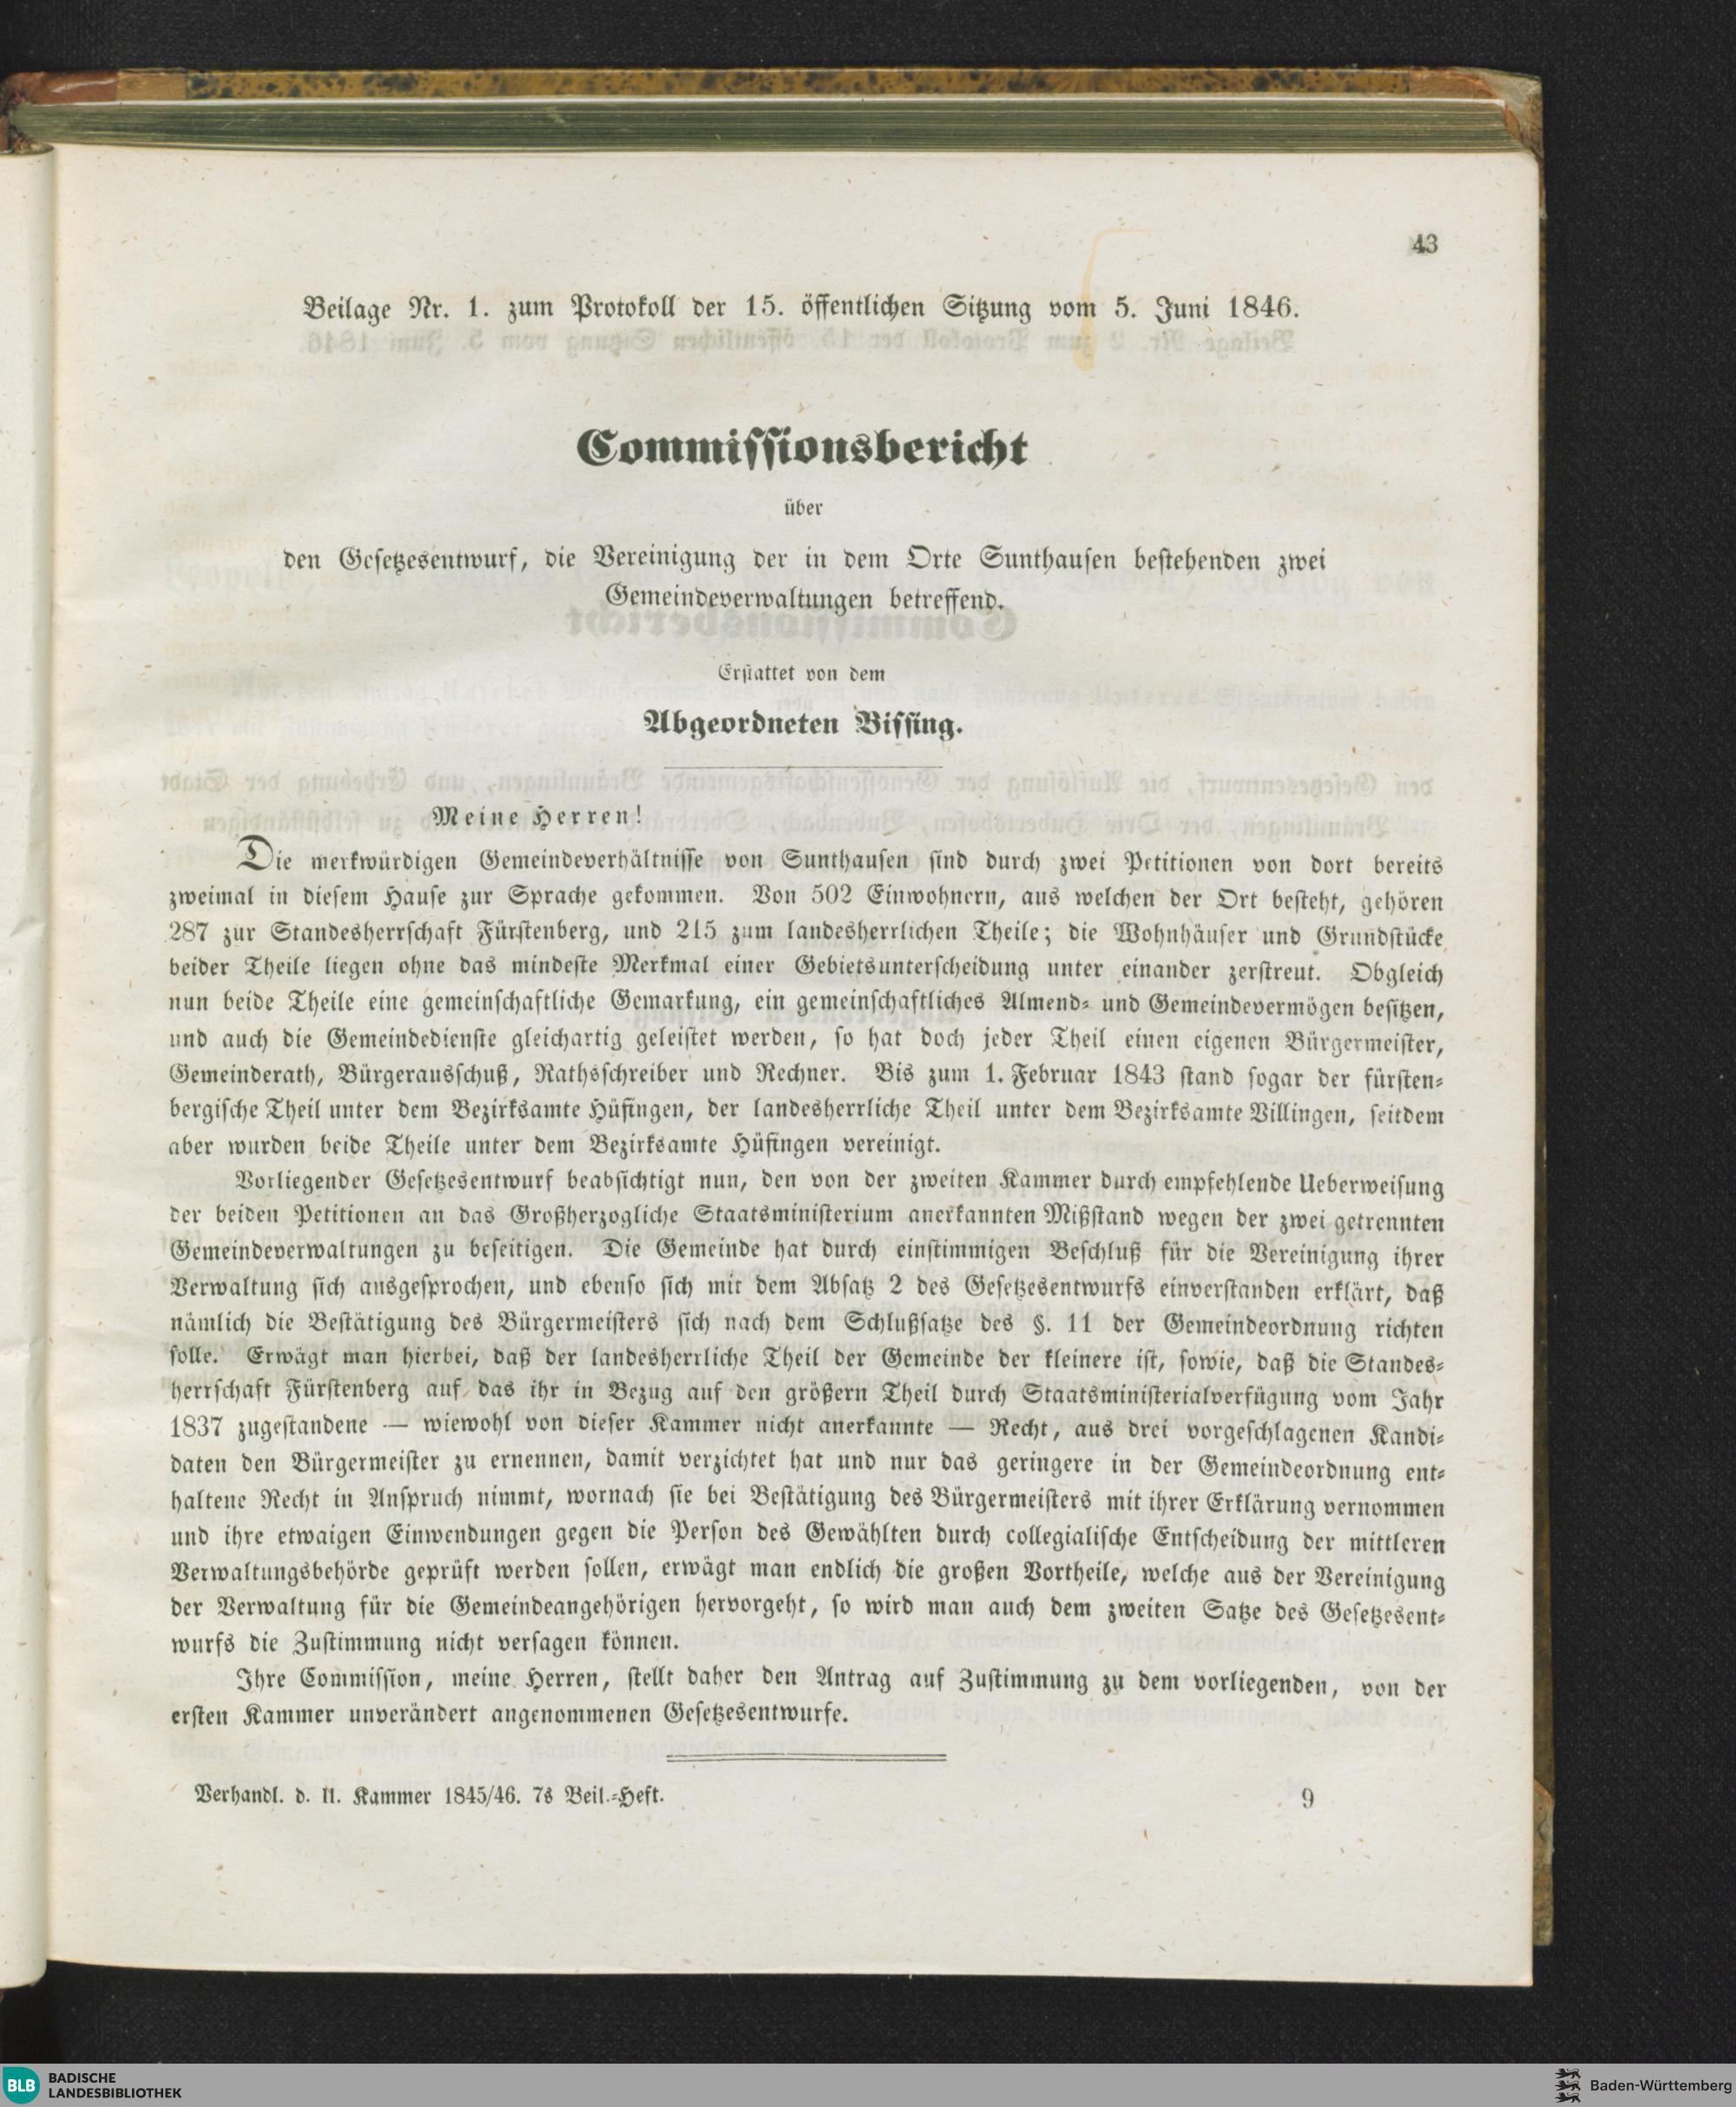 43
Beilage Nr. 1. zum Protokoll der 15. öffentlichen Sitzung vom 5. Juni 1846.
Commissionsbericht
über
den Gesetzesentwurf, die Vereinigung der in dem Orte Sunthausen bestehenden zwei
Gemeindeverwaltungen betreffend.
Erstattet von dem
Abgeordneten Bissing.
Meine Herren!
Die merkwürdigen Gemeindeverhältnisse von Sunthausen sind durch zwei Petitionen von dort bereits
zweimal in diesem Hause zur Sprache gekommen. Von 502 Einwohnern, aus welchen der Ort besteht, gehören
287 zur Standesherrschaft Fürstenberg, und 215 zum landesherrlichen Theile; die Wohnhäuser und Grundstücke
beider Theile liegen ohne das mindeste Merkmal einer Gebietsunterscheidung unter einander zerstreut. Obgleich
nun beide Theile eine gemeinschaftliche Gemarkung, ein gemeinschaftliches Almend- und Gemeindevermögen besitzen,
und auch die Gemeindedienste gleichartig geleistet werden, so hat doch jeder Theil einen eigenen Bürgermeister,
Gemeinderath, Bürgerausschuß, Rathsschreiber und Rechner. Bis zum 1. Februar 1843 stand sogar der fürsten-
bergische Theil unter dem Bezirksamte Hüfingen, der landesherrliche Theil unter dem Bezirksamte Villingen, seitdem
aber wurden beide Theile unter dem Bezirksamte Hüfingen vereinigt.
Vorliegender Gesetzesentwurf beabsichtigt nun, den von der zweiten Kammer durch empfehlende Ueberweisung
der beiden Petitionen an das Großherzogliche Staatsministerium anerkannten Mißstand wegen der zwei getrennten
Gemeindeverwaltungen zu beseitigen. Die Gemeinde hat durch einstimmigen Beschluß für die Vereinigung ihrer
Verwaltung sich ausgesprochen, und ebenso sich mit dem Absatz 2 des Gesetzesentwurfs einverstanden erklärt, daß
nämlich die Bestätigung des Bürgermeisters sich nach dem Schlußsatze des §. 11 der Gemeindeordnung richten
solle. Erwägt man hierbei, daß der landesherrliche Theil der Gemeinde der kleinere ist, sowie, daß die Standes-
herrschaft Fürstenberg auf das ihr in Bezug auf den größern Theil durch Staatsministerialverfügung vom Jahr
1837 zugestandene — wiewohl von dieser Kammer nicht anerkannte — Recht, aus drei vorgeschlagenen Kandi-
daten den Bürgermeister zu ernennen, damit verzichtet hat und nur das geringere in der Gemeindeordnung ent-
haltene Recht in Anspruch nimmt, wornach sie bei Bestätigung des Bürgermeisters mit ihrer Erklärung vernommen
und ihre etwaigen Einwendungen gegen die Person des Gewählten durch collegialische Entscheidung der mittleren
Verwaltungsbehörde geprüft werden sollen, erwägt man endlich die großen Vortheile, welche aus der Vereinigung
der Verwaltung für die Gemeindeangehörigen hervorgeht, so wird man auch dem zweiten Satze des Gesetzesent-
wurfs die Zustimmung nicht versagen können.
Ihre Commission, meine Herren, stellt daher den Antrag auf Zustimmung zu dem vorliegenden, von der
ersten Kammer unverändert angenommenen Gesetzesentwurfe.
Verhandl. d. II. Kammer 1845/46. 7s Beil.-Heft.
9
BLB BADISCHE
LANDESBIBLIOTHEK
Baden-Württemberg